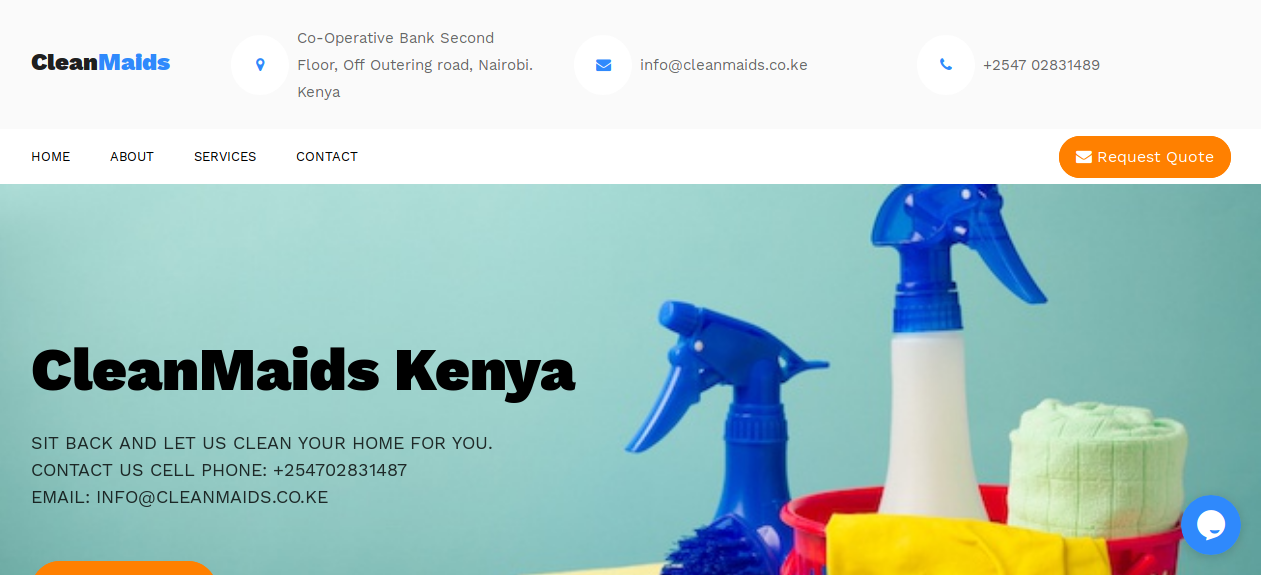 CleanMaids
Co-Operative Bank Second
Floor, Off Outering road, Nairobi.
Kenya
info@cleanmaids.co.ke
+2547 02831489
HOME
ABOUT
SERVICES
CONTACT
Request Quote
CleanMaids Kenya
SIT BACK AND LET US CLEAN YOUR HOME FOR YOU.
CONTACT US CELL PHONE: +254702831487
EMAIL: INFO@CLEANMAIDS.CO.KE